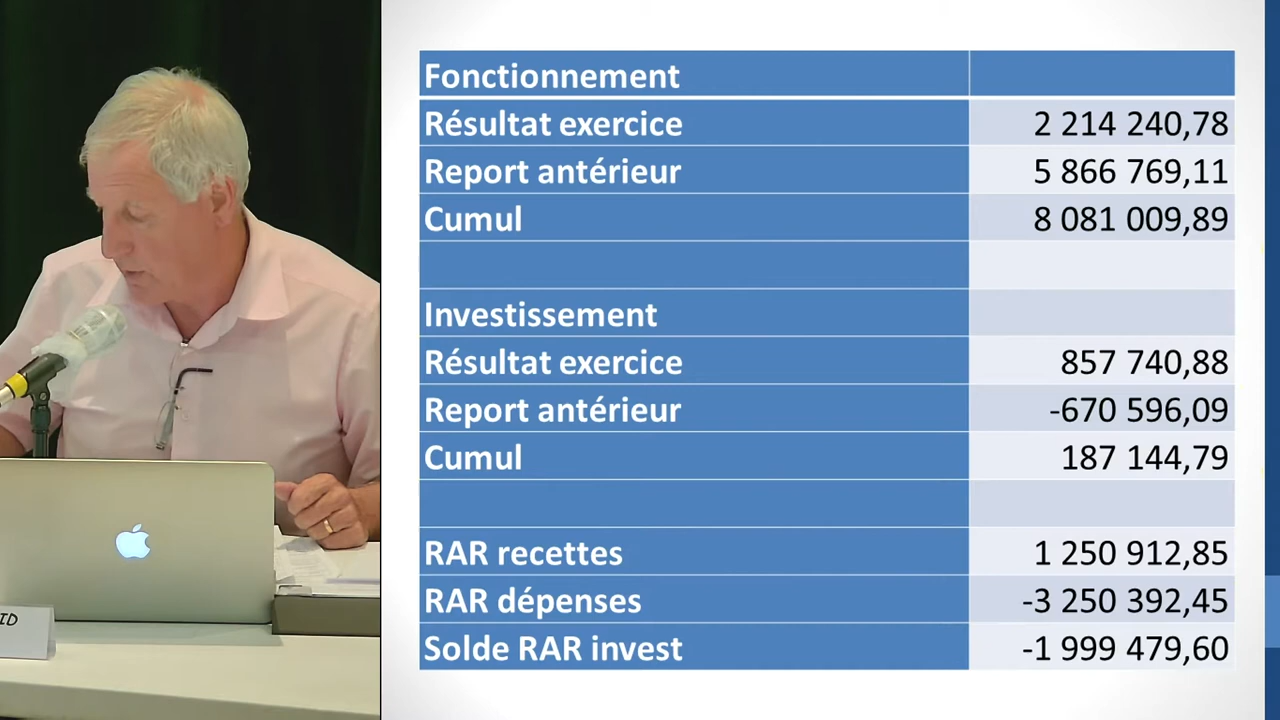 Fonctionnement
Résultat exercice 2 214 240,78
Report antérieur 5 866 769,11
Cumul 8 081 009,89
Investissement
Résultat exercice 857 740,88
Report antérieur -670 596,09
Cumul 187 144,79
RAR recettes 1 250 912,85
RAR dépenses -3 250 392,45
Solde RAR invest -1 999 479,60
ID